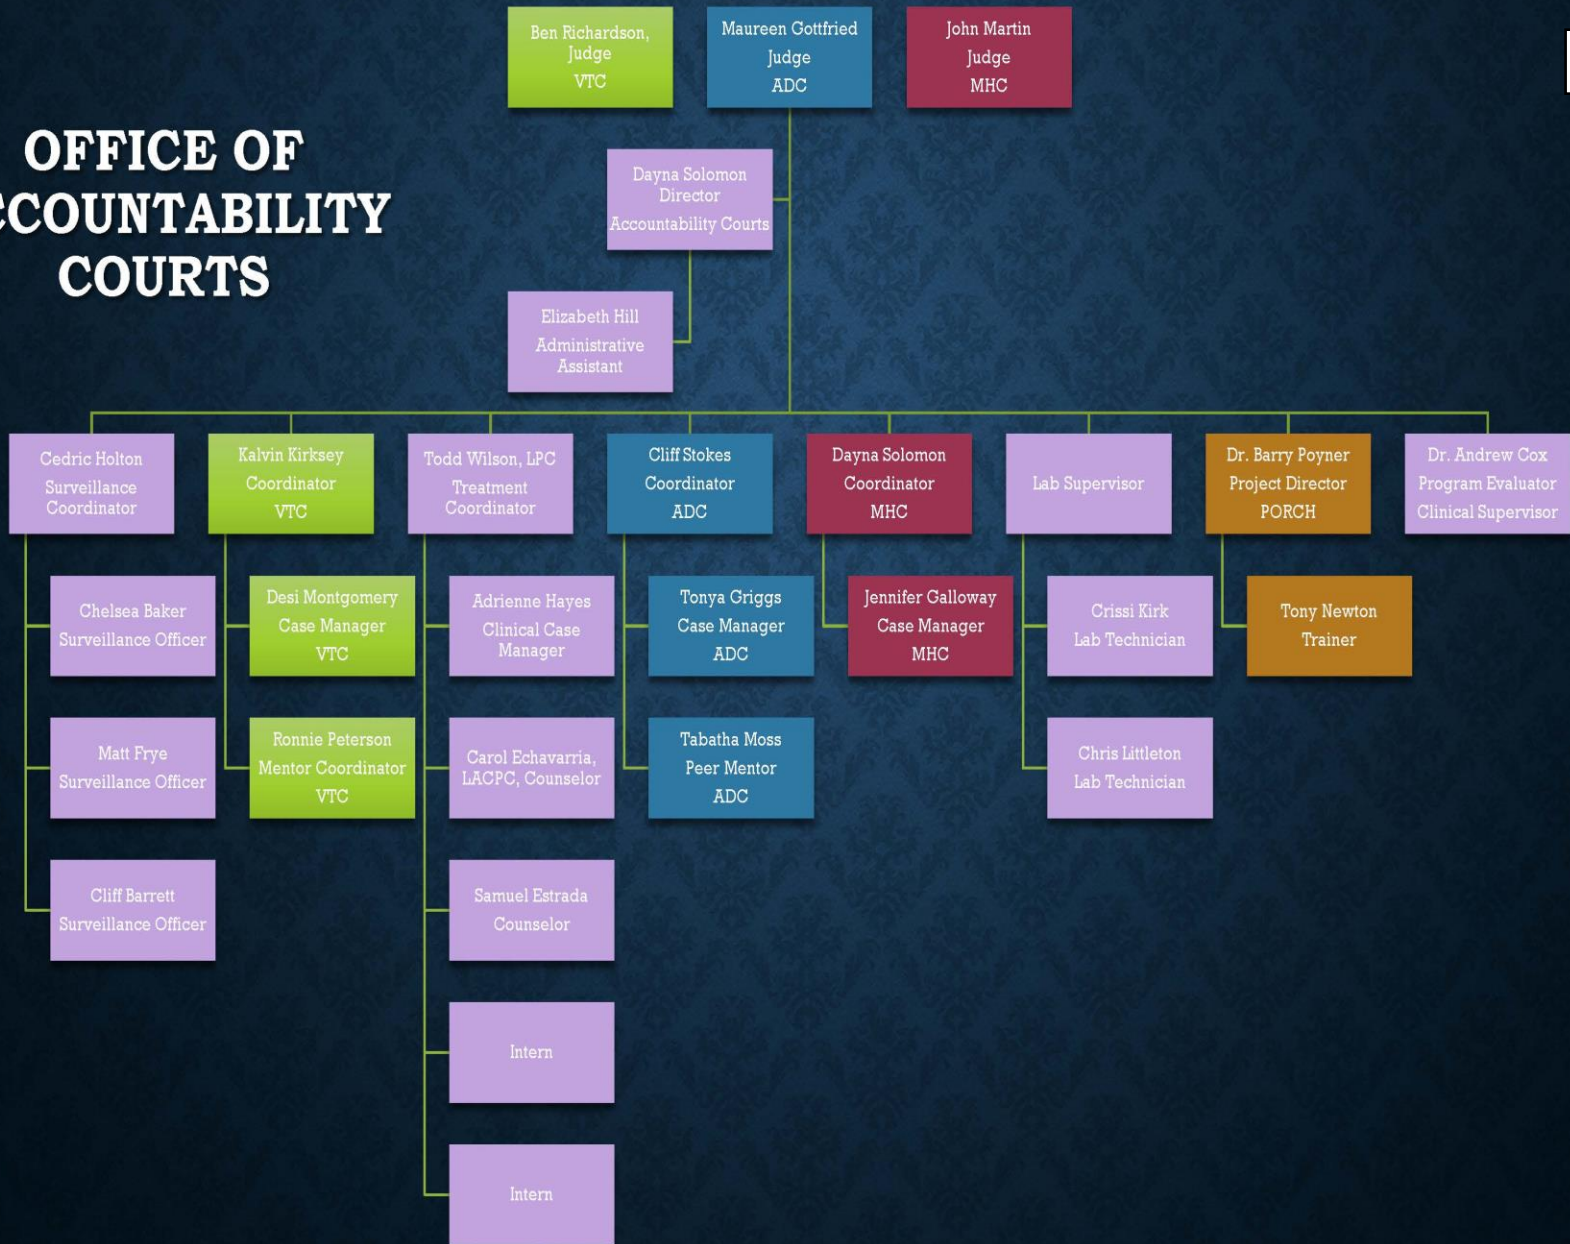 Ben Richardson,
Judge
VTC
Maureen Gottfried
Judge
ADC
John Martin
Judge
MHC
OFFICE OF
CCOUNTABILITY
COURTS
Dayna Solomon
Director
Accountability Courts
Elizabeth Hill
Administrative
Assistant
Cedric Holton
Surveillance
Coordinator
Kalvin Kirksey
Coordinator
VTC
Todd Wilson, LPC
Treatment
Coordinator
Cliff Stokes
Coordinator
ADC
Dayna Solomon
Coordinator
MHC
Lab Supervisor
Dr. Barry Poyner
Project Director
PORCH
Dr. Andrew Cox
Program Evaluator
Clinical Supervisor
Chelsea Baker
Surveillance Officer
Desi Montgomery
Case Manager
VTC
Adrienne Hayes
Clinical Case
Manager
Tonya Griggs
Case Manager
ADC
Jennifer Galloway
Case Manager
MHC
Crissi Kirk
Lab Technician
Tony Newton
Trainer
Matt Frye
Surveillance Officer
Ronnie Peterson
Mentor Coordinator
VTC
Carol Echavarria,
LACPC, Counselor
Tabatha Moss
Peer Mentor
ADC
Chris Littleton
Lab Technician
Cliff Barrett
Surveillance Officer
Samuel Estrada
Counselor
Intern
Intern